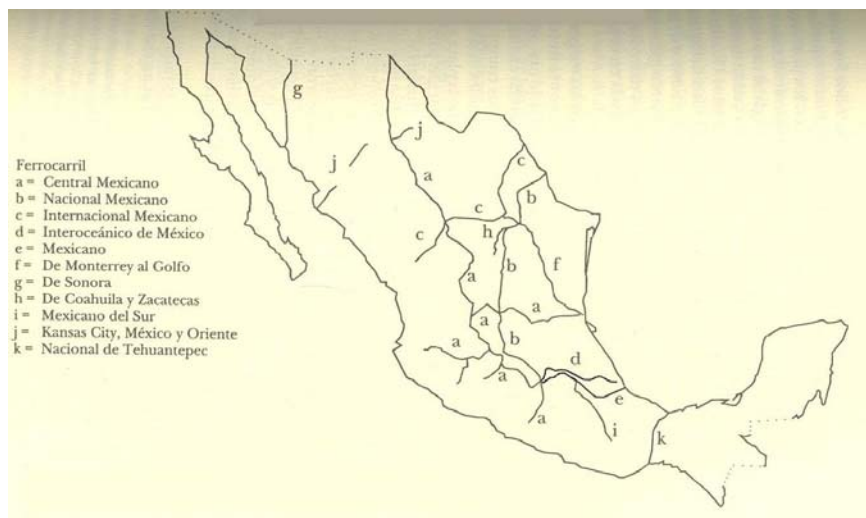 g
j
j
a
c
b
c
h
c
b
f
a
a
a
b
a
d
a
e
a
i
k
Ferrocarril
a = Central Mexicano
b = Nacional Mexicano
c = Internacional Mexicano
d = Interoceánico de México
e = Mexicano
f = De Monterrey al Golfo
g = De Sonora
h = De Coahuila y Zacatecas
i = Mexicano del Sur
j = Kansas City, México y Oriente
k = Nacional de Tehuantepec